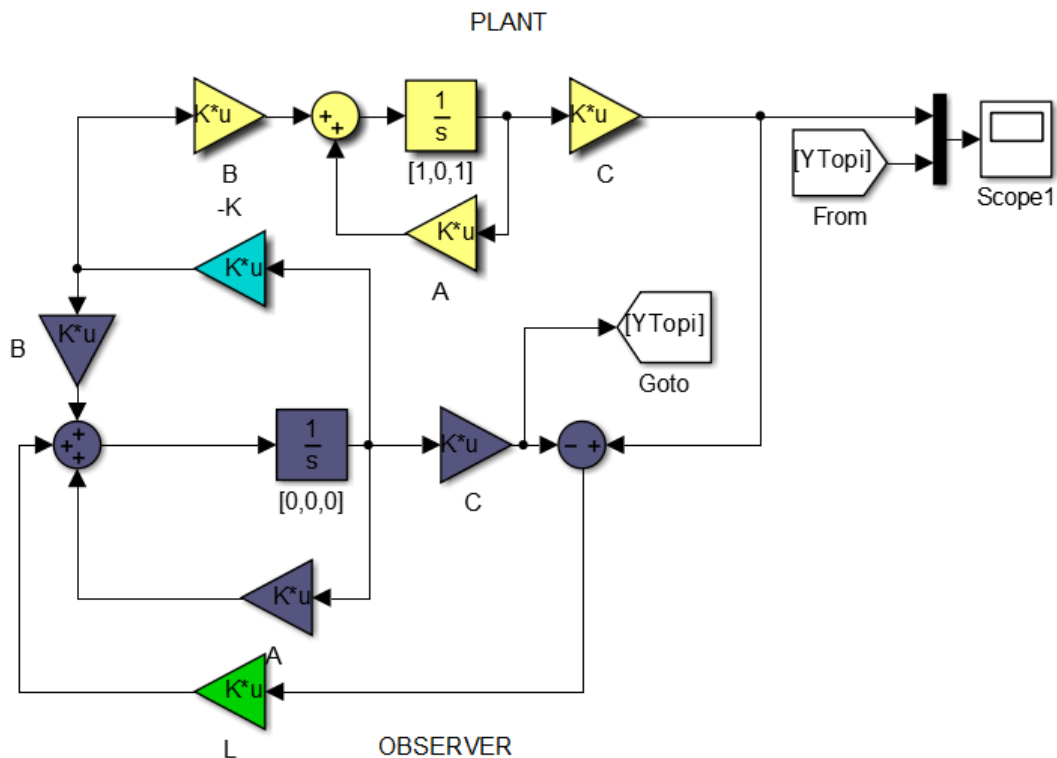 PLANT
K*u
+
+
1
s
K*u
[1,0,1]
B
-K
C
[YTopi]
From
Scope1
K*u
A
K*u
B
K*u
[YTopi]
Goto
+
+
+
1
s
K*u
- +
[0,0,0]
C
K*u
A
K*u
L
OBSERVER